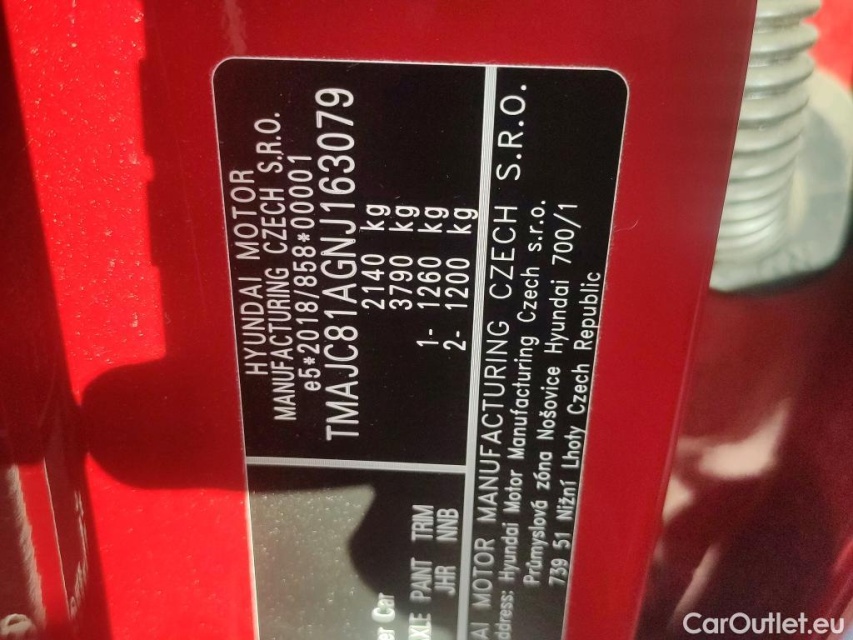 HYUNDAI MOTOR
MANUFACTURING CZECH S.R.O.
e5*2018/858*00001
TMAJC81AGNJ163079
2140 kg
3790 kg
1- 1260 kg
2- 1200 kg
Car
PAINT TRIM
JHR NNB
MOTOR MANUFACTURING CZECH S.R.O.
Hyundai Motor Manufacturing Czech s.r.o.
Průmyslová zóna Nošovice Hyundai 700/1
739 51 Nižní Lhoty Czech Republic
CarOutlet.eu